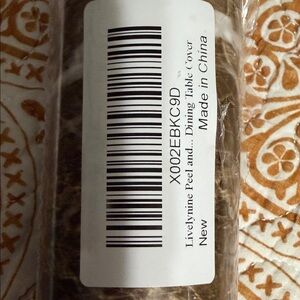 X002EBKC9D
Livelynine Peel and... Dining Table Cover
New
Made in China